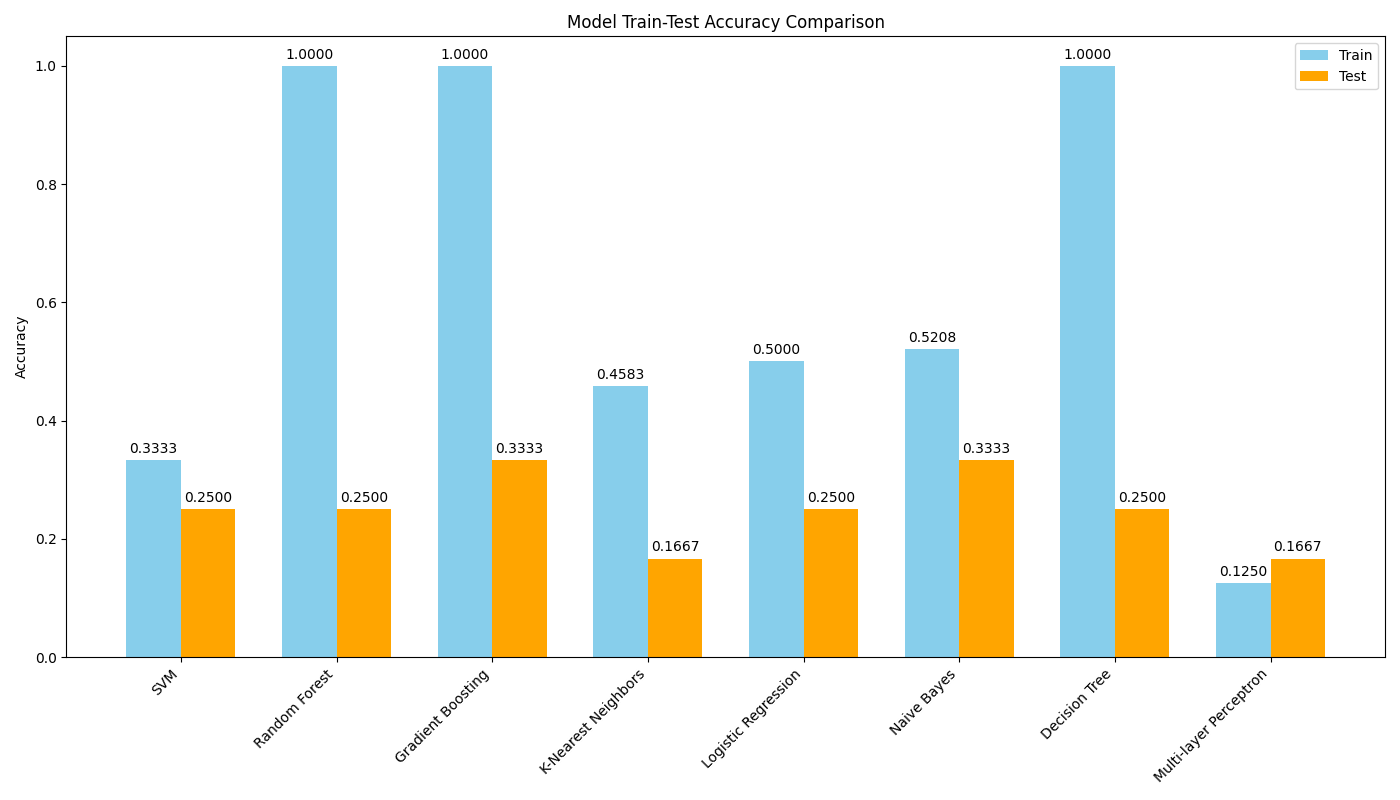 Model Train-Test Accuracy Comparison
Train
Test
Accuracy
1.0
0.8
0.6
0.4
0.2
0.0
0.3333
0.2500
1.0000
0.2500
1.0000
0.3333
0.4583
0.1667
0.5000
0.2500
0.5208
0.3333
1.0000
0.2500
0.1250
0.1667
SVM
Random Forest
Gradient Boosting
K-Nearest Neighbors
Logistic Regression
Naive Bayes
Decision Tree
Multi-layer Perceptron